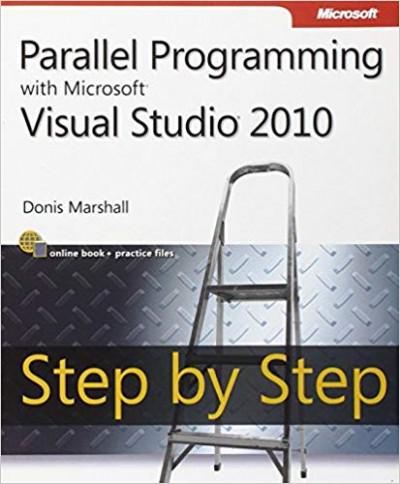 Microsoft
Parallel Programming
with Microsoft®
Visual Studio® 2010
Donis Marshall
online book + practice files
Step by Step